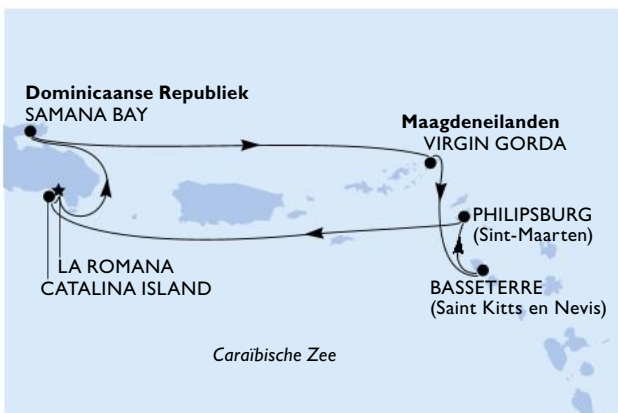 Dominicaanse Republiek
SAMANA BAY
Maagdeneilanden
VIRGIN GORDA
PHILIPSBURG
(Sint-Maarten)
LA ROMANA
CATALINA ISLAND
BASSETERRE
(Saint Kitts en Nevis)
Caraïbische Zee